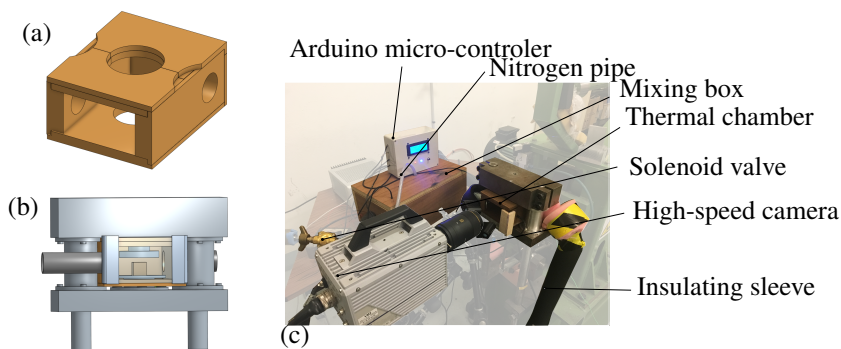 (a)
Arduino micro-controler
Nitrogen pipe
Mixing box
Thermal chamber
Solenoid valve
(b)
High-speed camera
Insulating sleeve
(c)